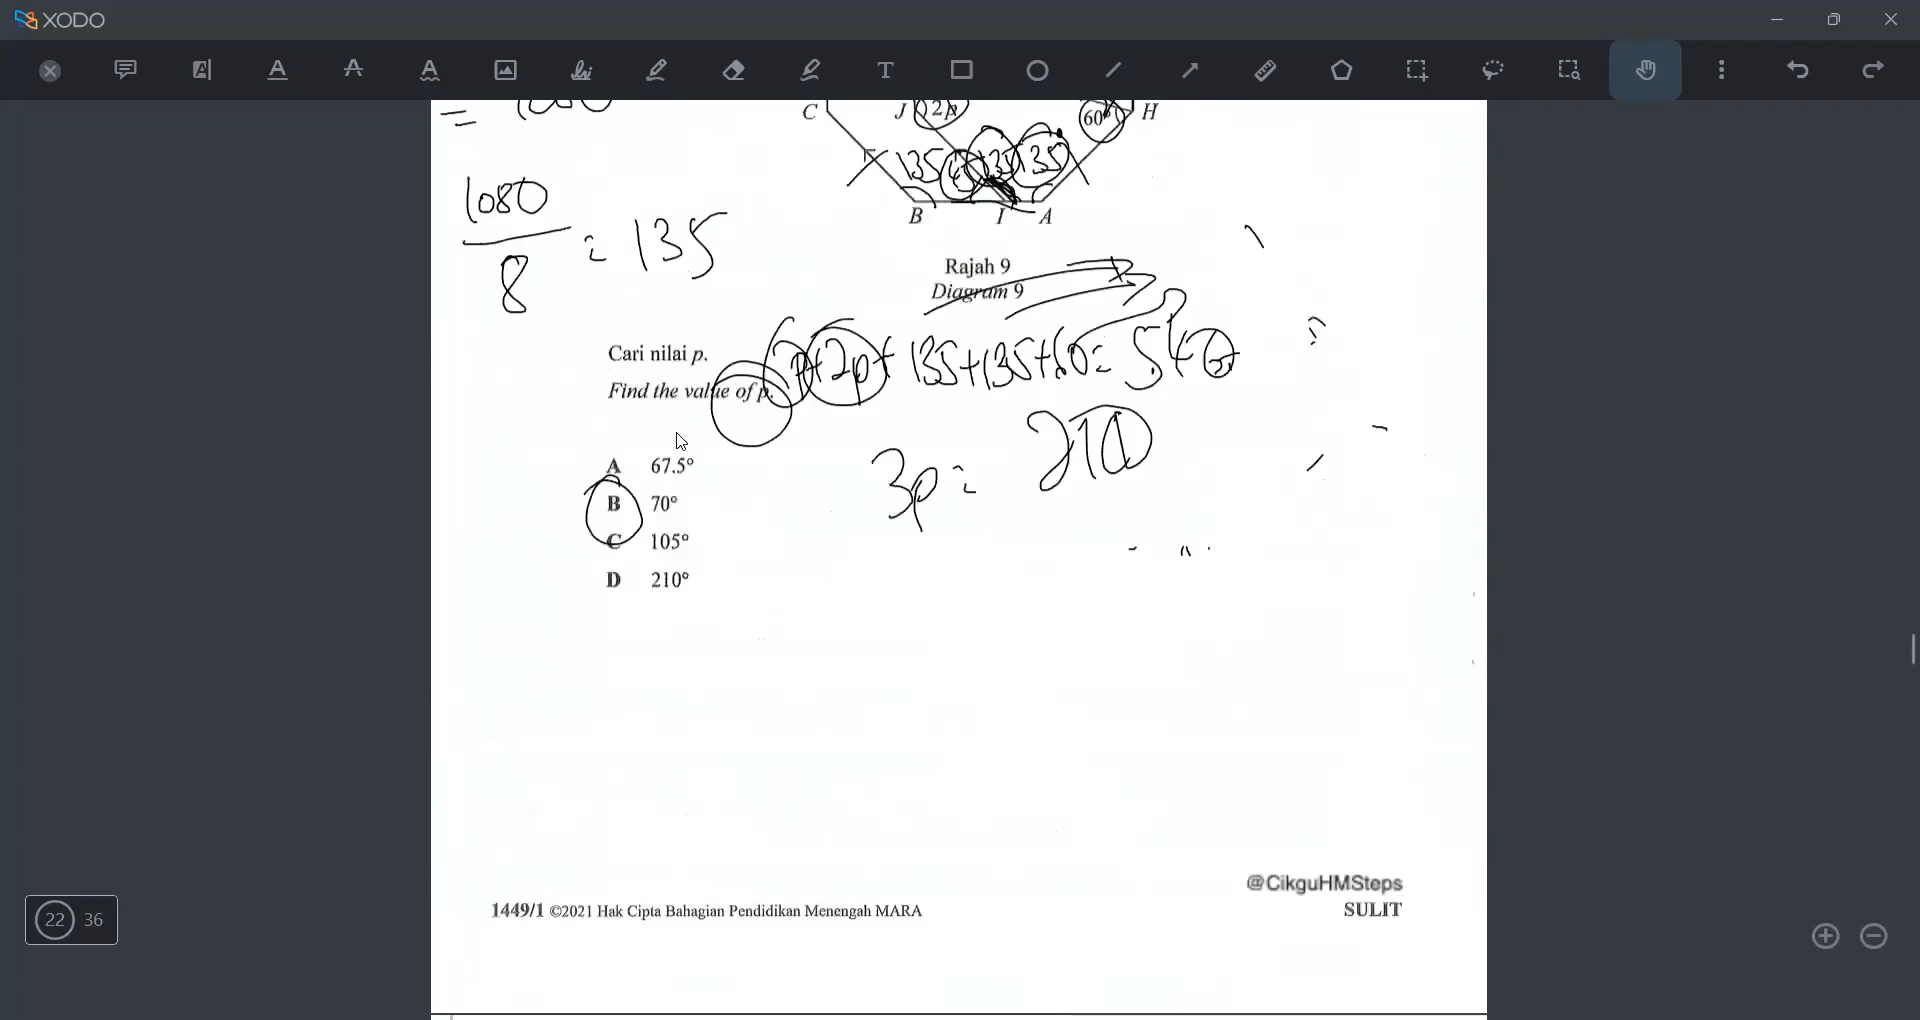 XODO
= 1080
C J 2p 60° H
135 45 135 135
B I A
1080
8
= 135
Rajah 9
Diagram 9
Cari nilai p.
Find the value of p.
p + 2p + 135 + 135 + 60 = 540
3p = 210
A 67.5°
B 70°
C 105°
D 210°
@CikguHMSteps
1449/1 ©2021 Hak Cipta Bahagian Pendidikan Menengah MARA
SULIT
22 36